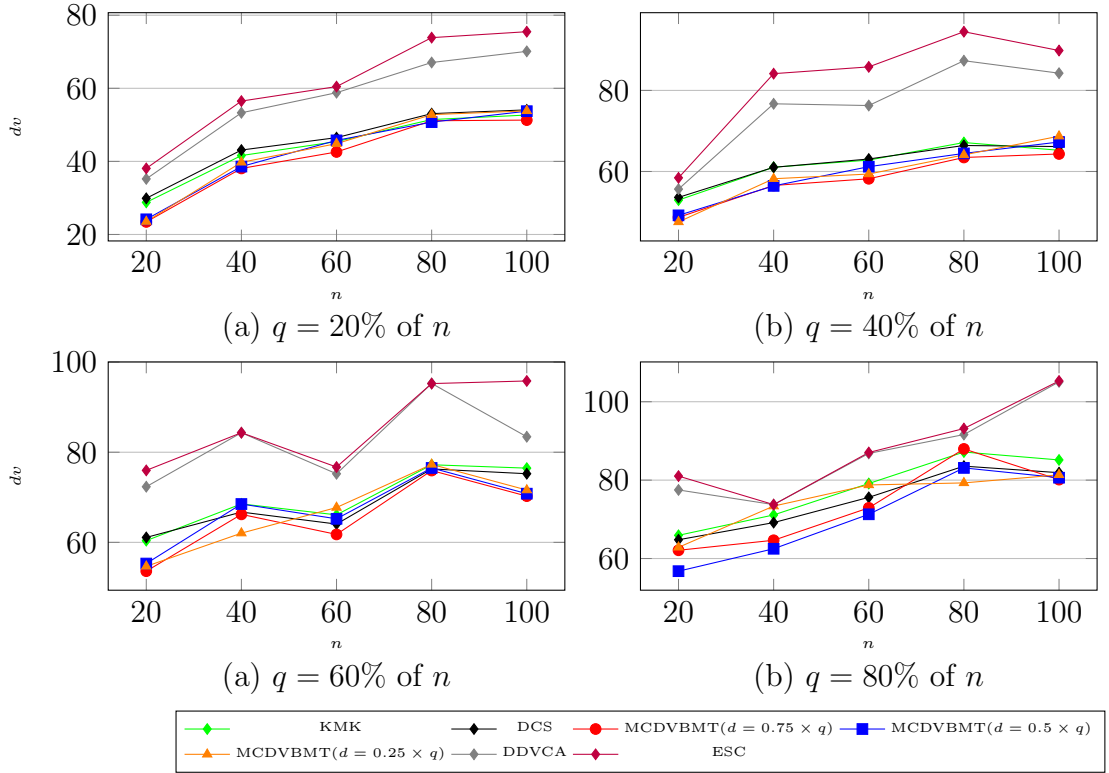 80
60
40
20
dv
20 40 60 80 100
n
(a) q = 20% of n
80
60
20 40 60 80 100
n
(b) q = 40% of n
100
80
60
dv
20 40 60 80 100
n
(a) q = 60% of n
100
80
60
20 40 60 80 100
n
(b) q = 80% of n
KMK DCS MCDVBMT(d = 0.75 × q) MCDVBMT(d = 0.5 × q)
MCDVBMT(d = 0.25 × q) DDVCA ESC